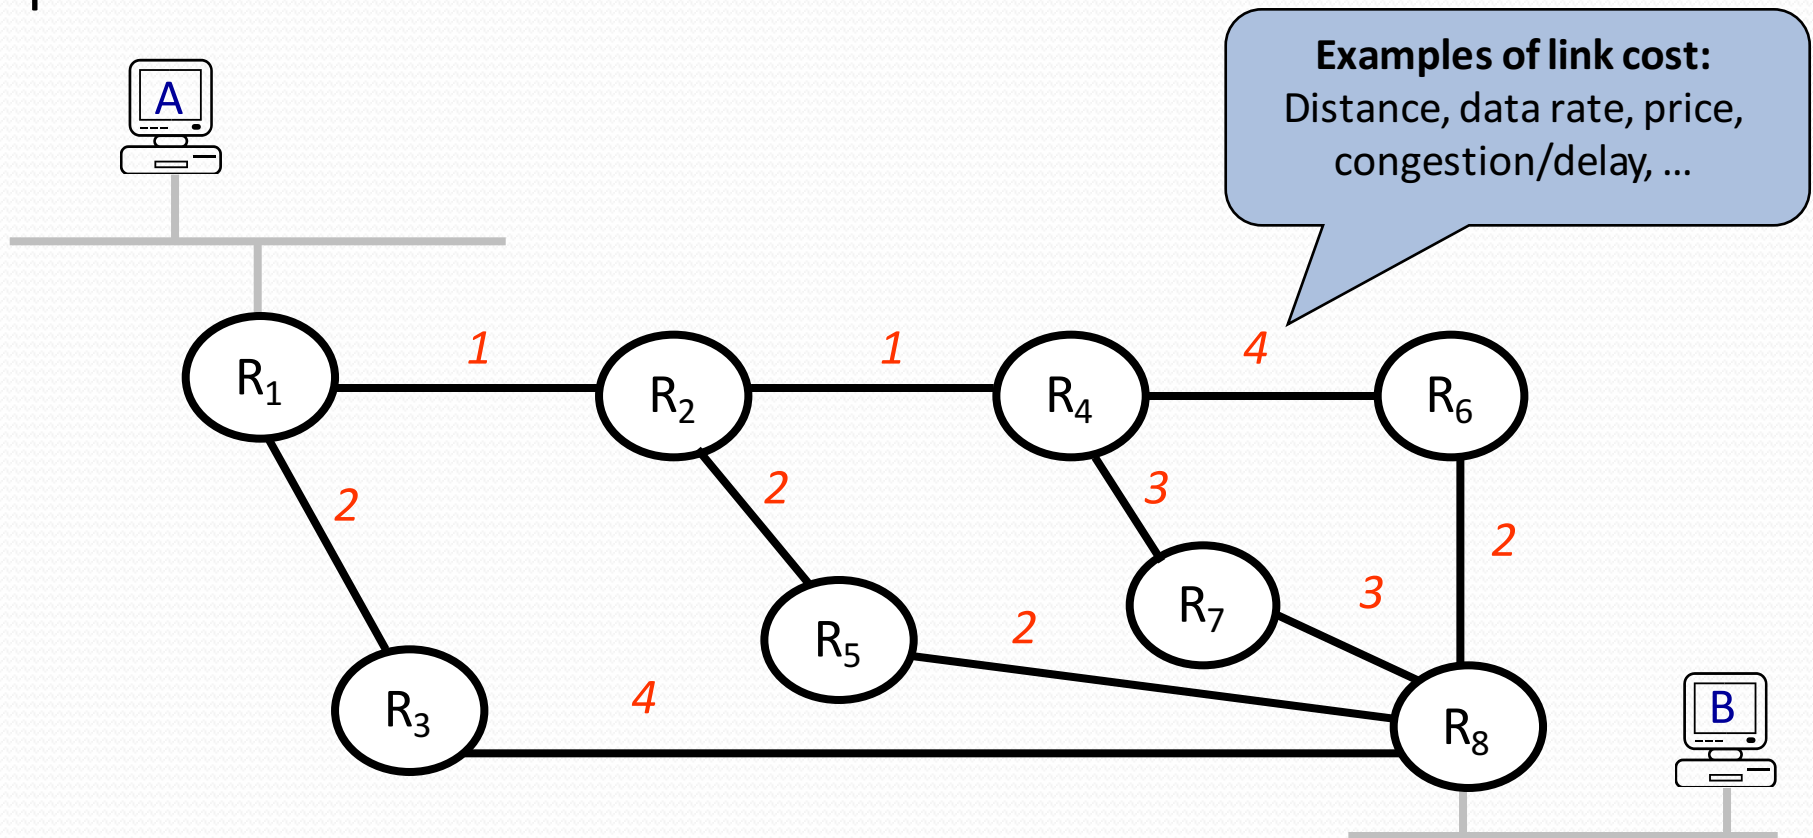 Examples of link cost:
Distance, data rate, price,
congestion/delay, ...
A
1
1
4
R1
R2
R4
R6
2
2
3
2
3
R7
2
R5
4
R3
R8
B